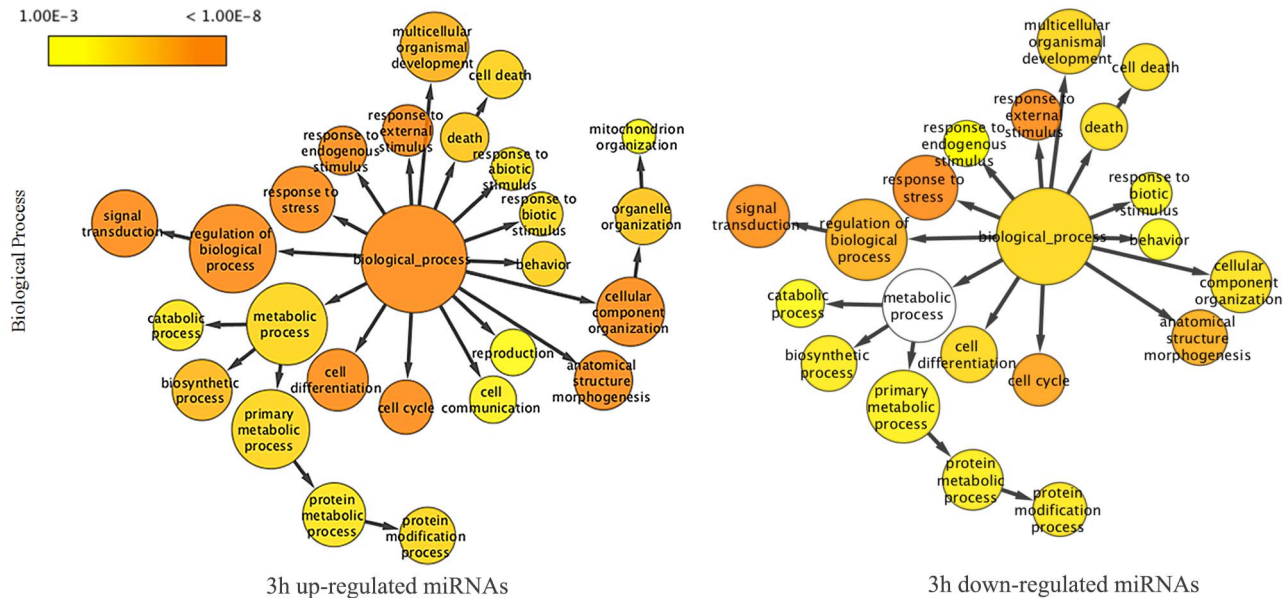 1.00E-3
< 1.00E-8
Biological Process
multicellular
organismal
development
cell death
response to
external
stimulus
death
response to
endogenous
stimulus
response to
abiotic
stimulus
mitochondrion
organization
response to
stress
response to
biotic
stimulus
organelle
organization
signal
transduction
regulation of
biological
process
biological_process
behavior
cellular
component
organization
catabolic
process
metabolic
process
reproduction
biosynthetic
process
cell
differentiation
cell cycle
cell
communication
anatomical
structure
morphogenesis
primary
metabolic
process
protein
metabolic
process
protein
modification
process
3h up-regulated miRNAs
multicellular
organismal
development
cell death
response to
external
stimulus
death
response to
endogenous
stimulus
response to
stress
response to
biotic
stimulus
signal
transduction
regulation of
biological
process
biological_process
behavior
cellular
component
organization
catabolic
process
metabolic
process
anatomical
structure
morphogenesis
biosynthetic
process
cell
differentiation
cell cycle
primary
metabolic
process
protein
metabolic
process
protein
modification
process
3h down-regulated miRNAs